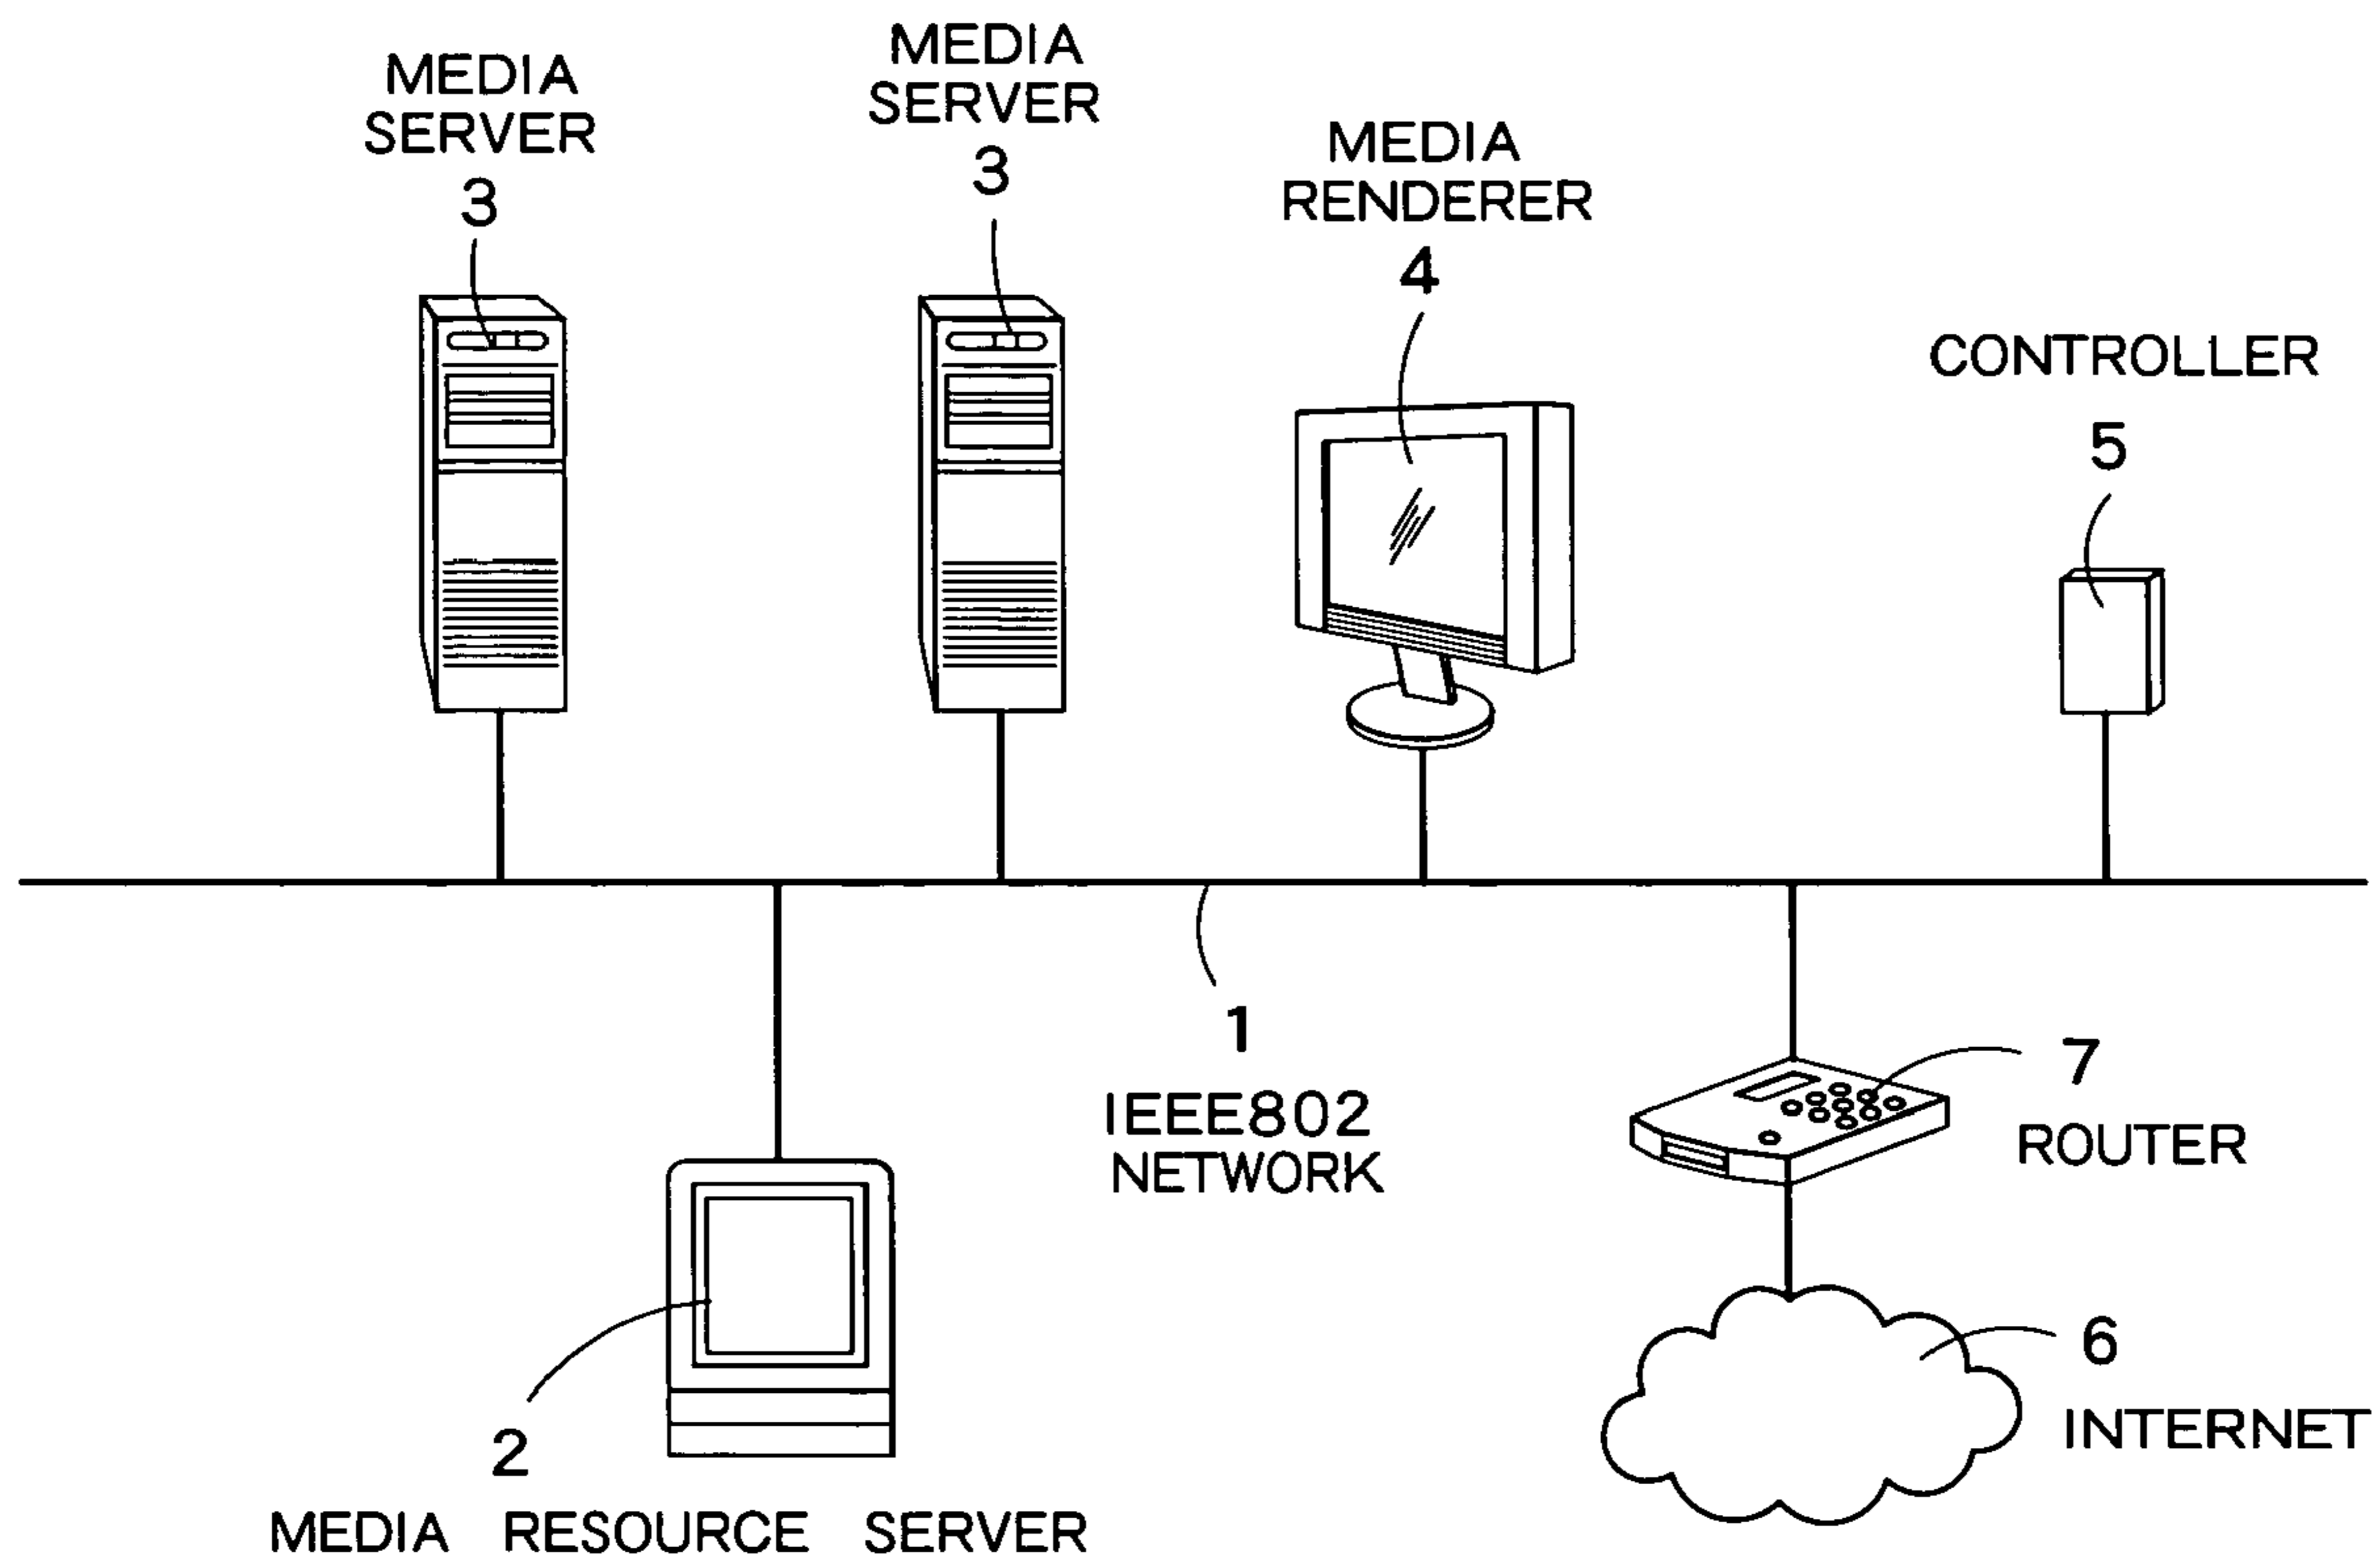 MEDIA
SERVER
3
MEDIA
SERVER
3
MEDIA
RENDERER
4
CONTROLLER
5
1
IEEE802
NETWORK
7
ROUTER
6
INTERNET
2
MEDIA RESOURCE SERVER